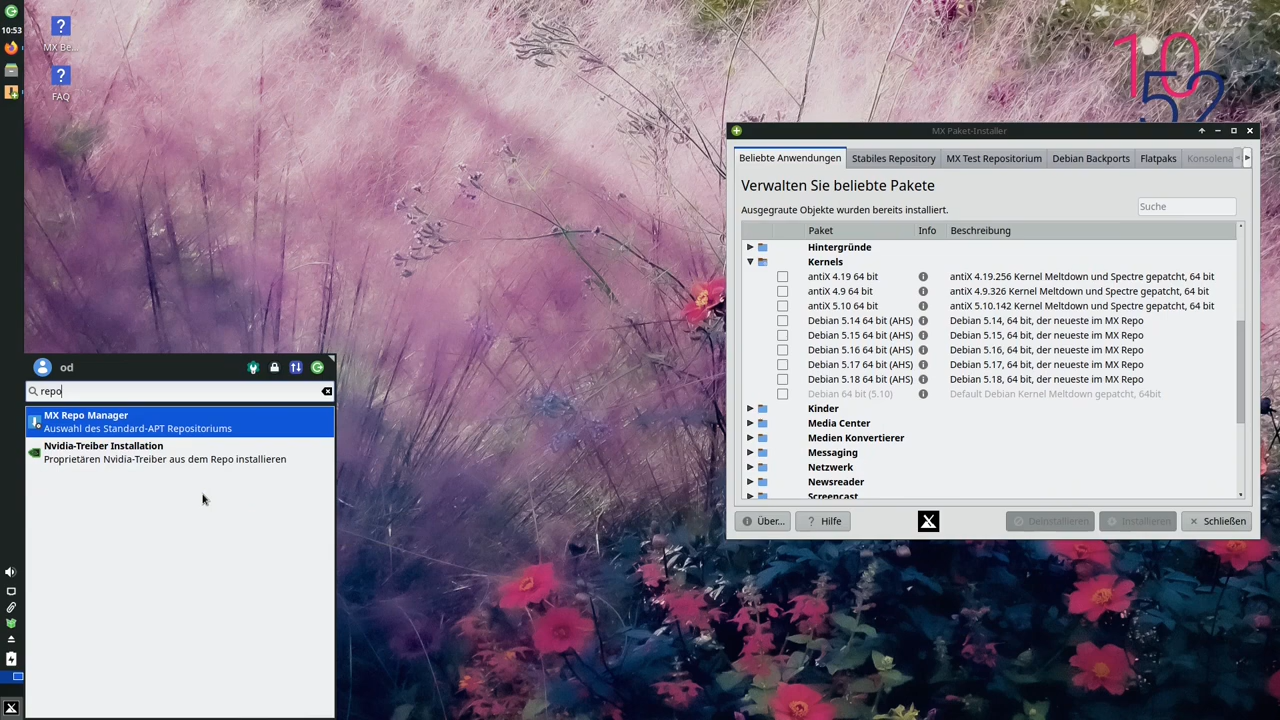 10:53
MX Be...
FAQ
10
52
MX Paket-Installer
Beliebte Anwendungen
Stabiles Repository
MX Test Repositorium
Debian Backports
Flatpaks
Konsolena
Verwalten Sie beliebte Pakete
Ausgegraute Objekte wurden bereits installiert.
Suche
Paket Info Beschreibung
Hintergründe
Kernels
antiX 4.19 64 bit antiX 4.19.256 Kernel Meltdown und Spectre gepatcht, 64 bit
antiX 4.9 64 bit antiX 4.9.326 Kernel Meltdown und Spectre gepatcht, 64 bit
antiX 5.10 64 bit antiX 5.10.142 Kernel Meltdown und Spectre gepatcht, 64 bit
Debian 5.14 64 bit (AHS) Debian 5.14, 64 bit, der neueste im MX Repo
Debian 5.15 64 bit (AHS) Debian 5.15, 64 bit, der neueste im MX Repo
Debian 5.16 64 bit (AHS) Debian 5.16, 64 bit, der neueste im MX Repo
Debian 5.17 64 bit (AHS) Debian 5.17, 64 bit, der neueste im MX Repo
Debian 5.18 64 bit (AHS) Debian 5.18, 64 bit, der neueste im MX Repo
Debian 64 bit (5.10) Default Debian Kernel Meltdown gepatcht, 64bit
Kinder
Media Center
Medien Konvertierer
Messaging
Netzwerk
Newsreader
Screencast
Über...
Hilfe
Deinstallieren
Installieren
Schließen
od
repo
MX Repo Manager
Auswahl des Standard-APT Repositoriums
Nvidia-Treiber Installation
Proprietären Nvidia-Treiber aus dem Repo installieren